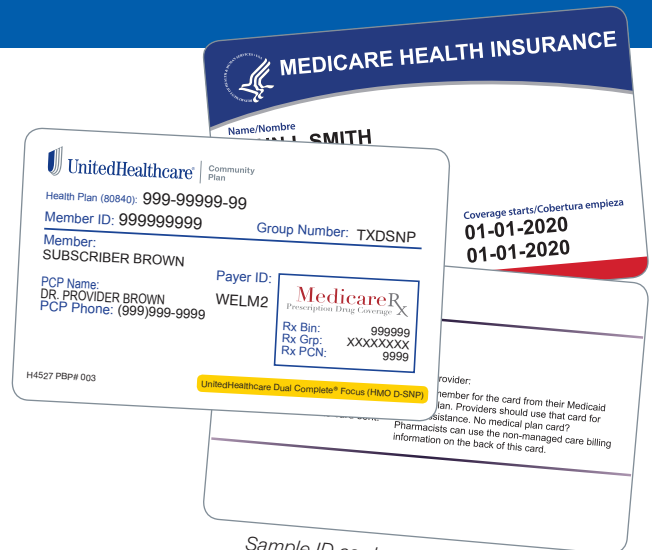 MEDICARE HEALTH INSURANCE
Name/Nombre
SMITH
Coverage starts/Cobertura empieza
01-01-2020
01-01-2020
UnitedHealthcare® Community
Plan
Health Plan (80840): 999-99999-99
Member ID: 999999999 Group Number: TXDSNP
Member:
SUBSCRIBER BROWN
PCP Name:
DR. PROVIDER BROWN
PCP Phone: (999)999-9999
Payer ID:
WELM2
MedicareRx
Prescription Drug Coverage
Rx Bin: 999999
Rx Grp: XXXXXXXX
Rx PCN: 9999
H4527 PBP# 003
UnitedHealthcare Dual Complete® Focus (HMO D-SNP)
for the card from their Medicaid
Providers should use that card for
No medical plan card?
Pharmacists can use the non-managed care billing
information on the back of this card.
Sample ID